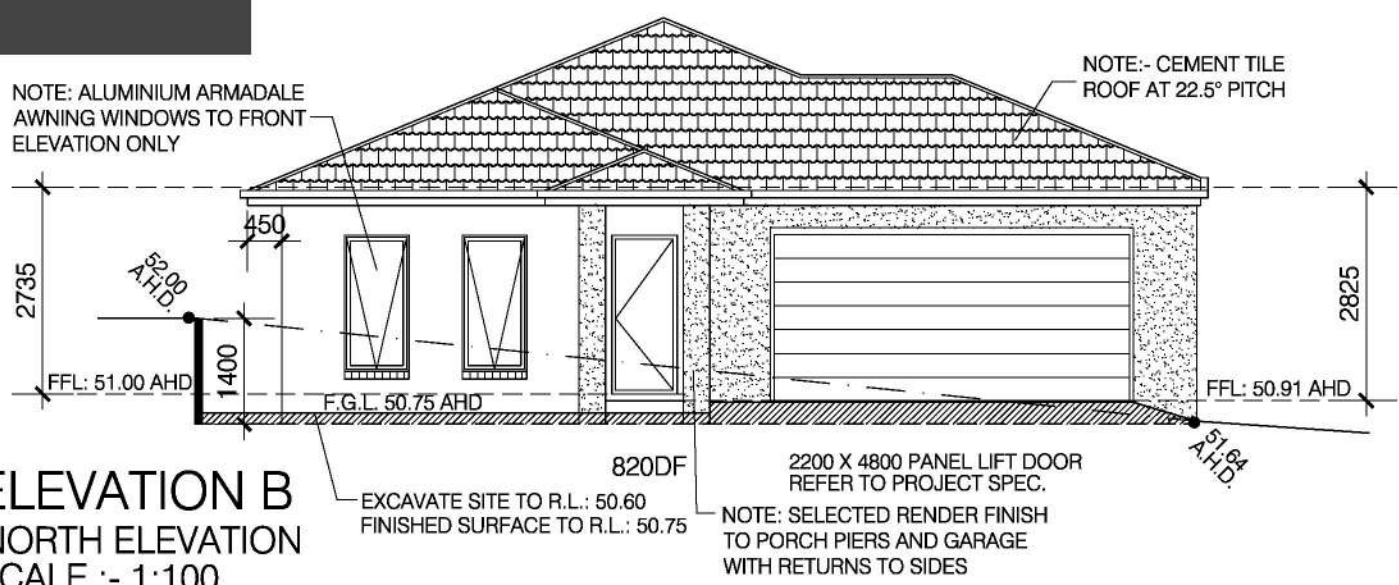 NOTE: ALUMINIUM ARMADALE
AWNING WINDOWS TO FRONT
ELEVATION ONLY
NOTE:- CEMENT TILE
ROOF AT 22.5° PITCH
450
2735
52.00
A.H.D.
1400
FFL: 51.00 AHD
F.G.L. 50.75 AHD
2825
FFL: 50.91 AHD
51.64
A.H.D.
820DF
2200 X 4800 PANEL LIFT DOOR
REFER TO PROJECT SPEC.
EXCAVATE SITE TO R.L.: 50.60
FINISHED SURFACE TO R.L.: 50.75
NOTE: SELECTED RENDER FINISH
TO PORCH PIERS AND GARAGE
WITH RETURNS TO SIDES
ELEVATION B
NORTH ELEVATION
SCALE :- 1:100